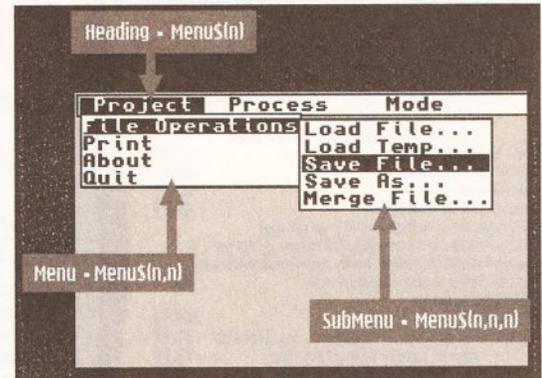 Heading - Menu$(n)
Project Process Mode
File Operations
Print
About
Quit
Load File...
Load Temp...
Save File...
Save As...
Merge File...
Menu - Menu$(n,n)
SubMenu - Menu$(n,n,n)